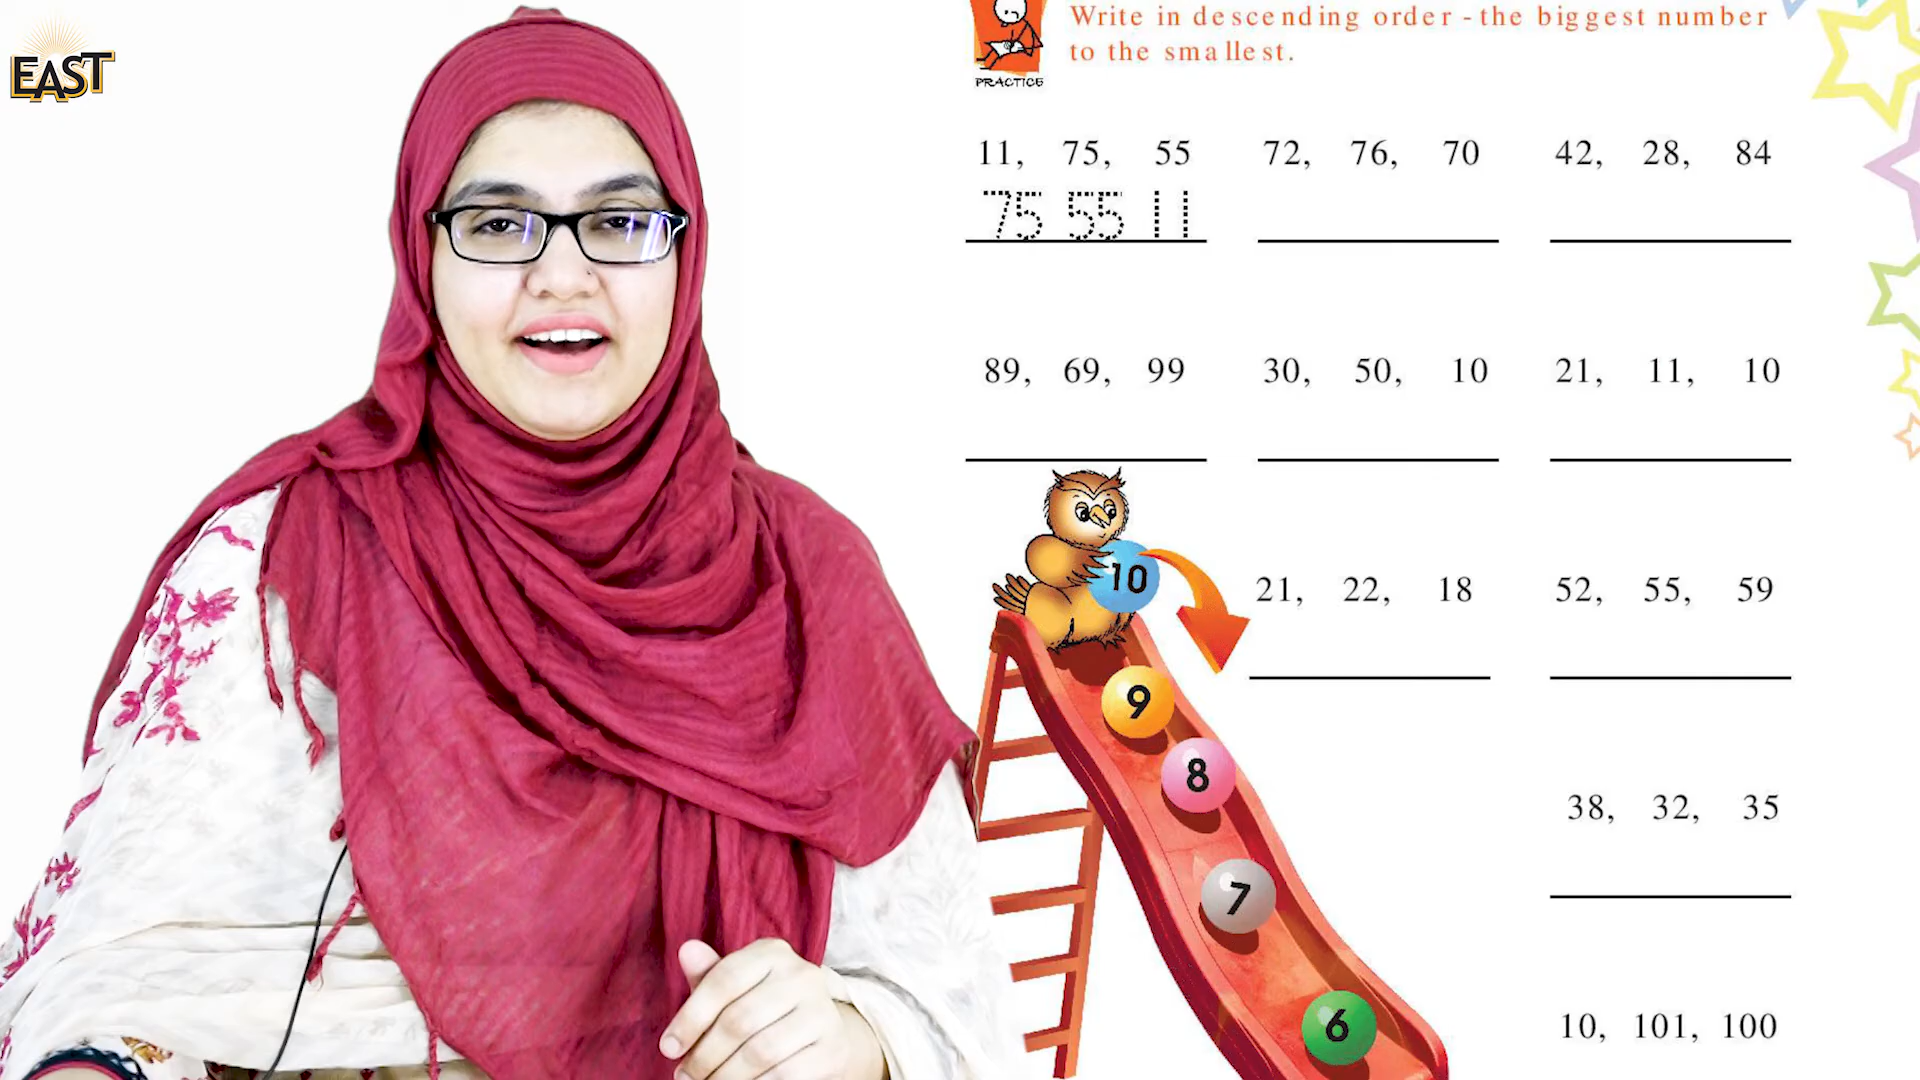 EAST
Write in descending order - the biggest number
to the smallest.
PRACTICE
11, 75, 55 72, 76, 70 42, 28, 84
75 55 11
89, 69, 99 30, 50, 10 21, 11, 10
10
21, 22, 18 52, 55, 59
9
8
38, 32, 35
7
6
10, 101, 100